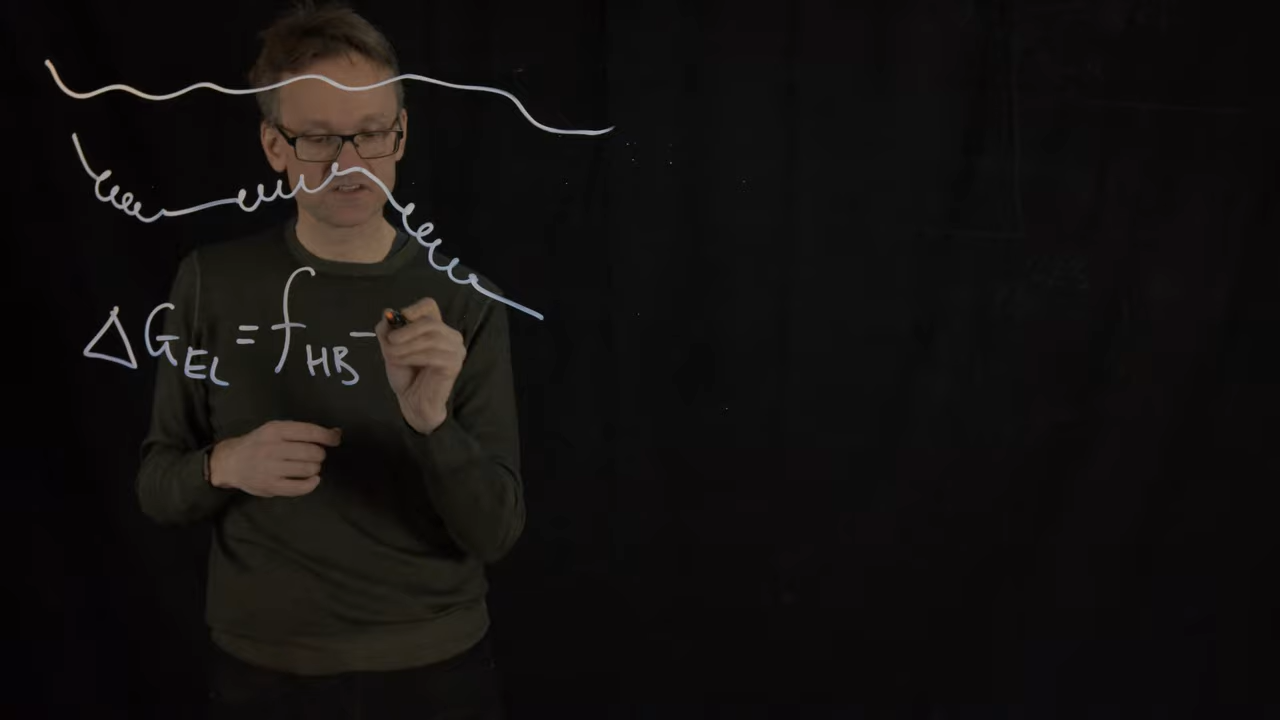 ΔG_EL = f_HB -